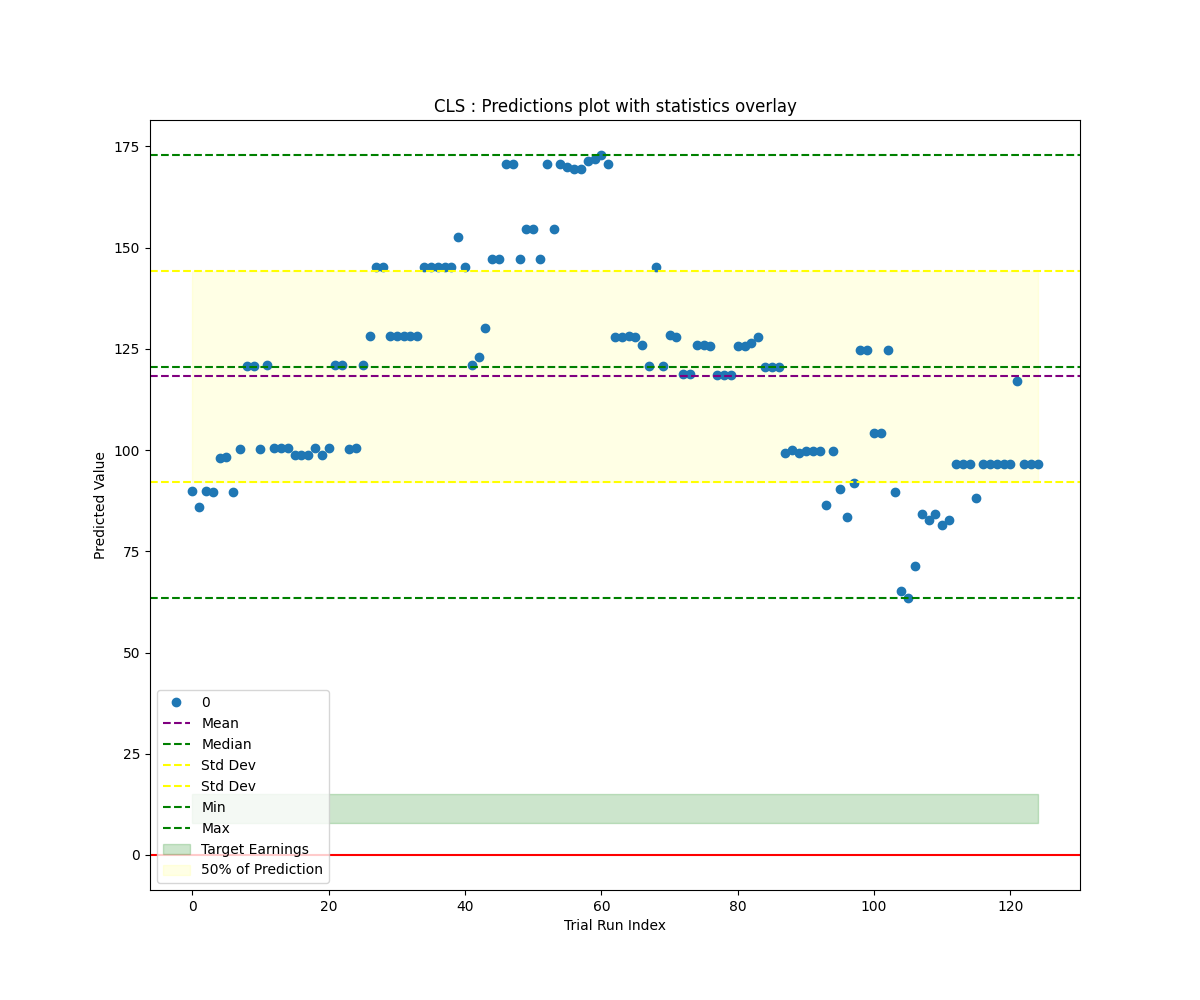 CLS : Predictions plot with statistics overlay
175
150
125
100
75
50
25
0
Predicted Value
0
Mean
Median
Std Dev
Std Dev
Min
Max
Target Earnings
50% of Prediction
0 20 40 60 80 100 120
Trial Run Index